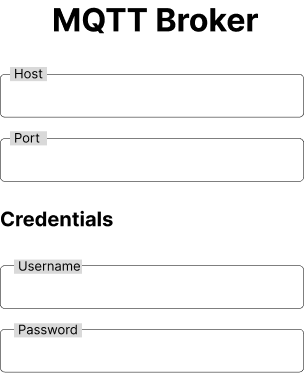 MQTT Broker
Host
Port
Credentials
Username
Password